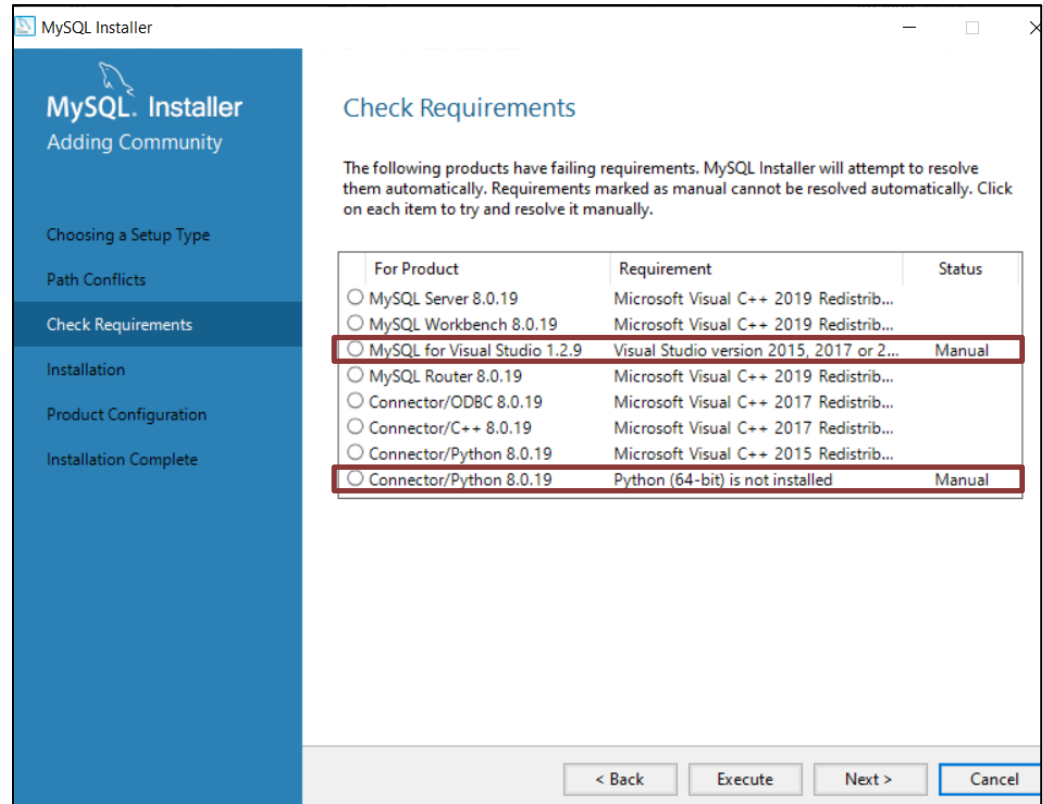 MySQL Installer
MySQL. Installer
Adding Community
Choosing a Setup Type
Path Conflicts
Check Requirements
Installation
Product Configuration
Installation Complete
Check Requirements
The following products have failing requirements. MySQL Installer will attempt to resolve
them automatically. Requirements marked as manual cannot be resolved automatically. Click
on each item to try and resolve it manually.
For Product Requirement Status
MySQL Server 8.0.19 Microsoft Visual C++ 2019 Redistrib...
MySQL Workbench 8.0.19 Microsoft Visual C++ 2019 Redistrib...
MySQL for Visual Studio 1.2.9 Visual Studio version 2015, 2017 or 2... Manual
MySQL Router 8.0.19 Microsoft Visual C++ 2019 Redistrib...
Connector/ODBC 8.0.19 Microsoft Visual C++ 2017 Redistrib...
Connector/C++ 8.0.19 Microsoft Visual C++ 2017 Redistrib...
Connector/Python 8.0.19 Microsoft Visual C++ 2015 Redistrib...
Connector/Python 8.0.19 Python (64-bit) is not installed Manual
< Back Execute Next > Cancel